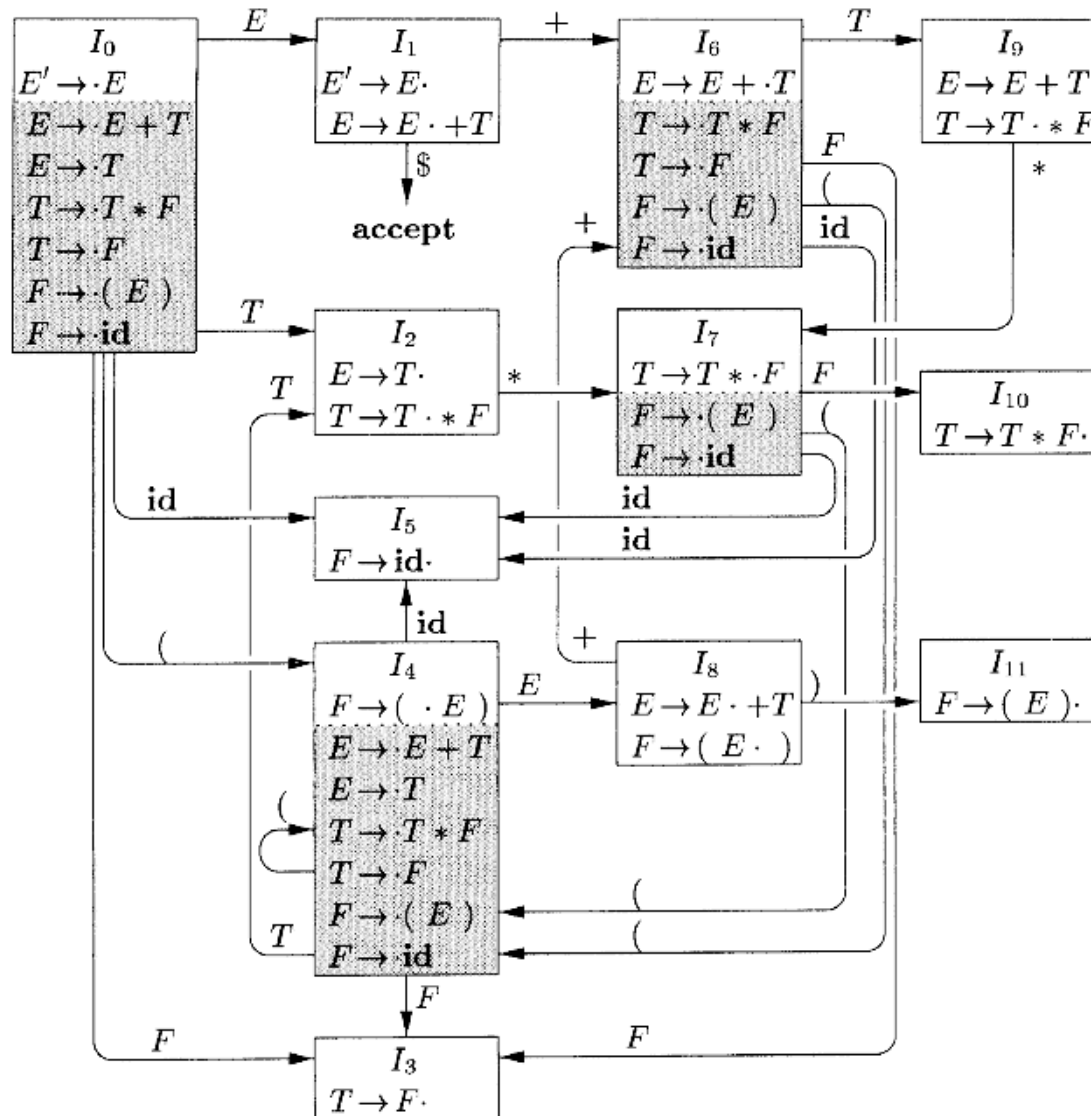 I₀
E' → ·E
E → ·E + T
E → ·T
T → ·T * F
T → ·F
F → ·( E )
F → ·id
E
I₁
E' → E·
E → E· +T
$
accept
+
I₆
E → E + ·T
T → ·T * F
T → ·F
F → ·( E )
F → ·id
T
I₉
E → E + T
T → T· * F
*
F
(
id
+
T
I₂
E → T·
T → T· * F
T
*
I₇
T → T * ·F
F → ·( E )
F → ·id
F
(
I₁₀
T → T * F·
id
I₅
F → id·
id
id
id
(
I₄
F → ( ·E )
E → ·E + T
E → ·T
T → ·T * F
T → ·F
F → ·( E )
F → ·id
E
+
I₈
E → E· +T
F → ( E· )
)
I₁₁
F → ( E )·
(
T
(
(
F
F
I₃
T → F·
F